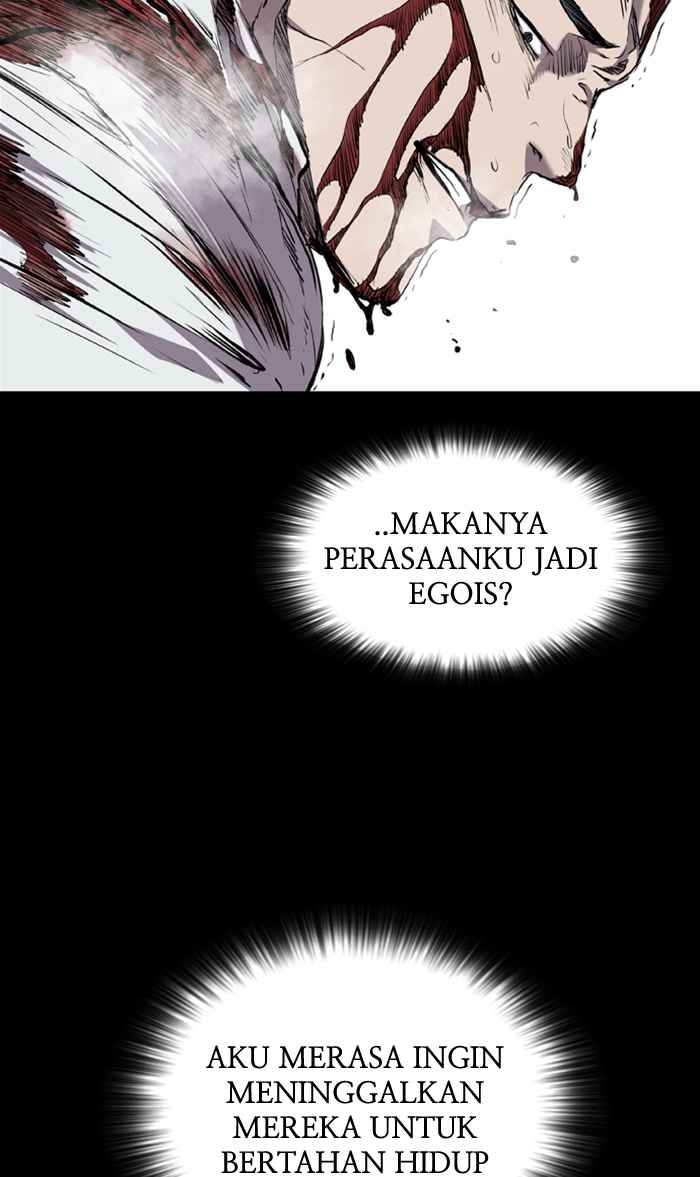 ..MAKANYA
PERASAANKU JADI
EGOIS?
AKU MERASA INGIN
MENINGGALKAN
MEREKA UNTUK
BERTAHAN HIDUP